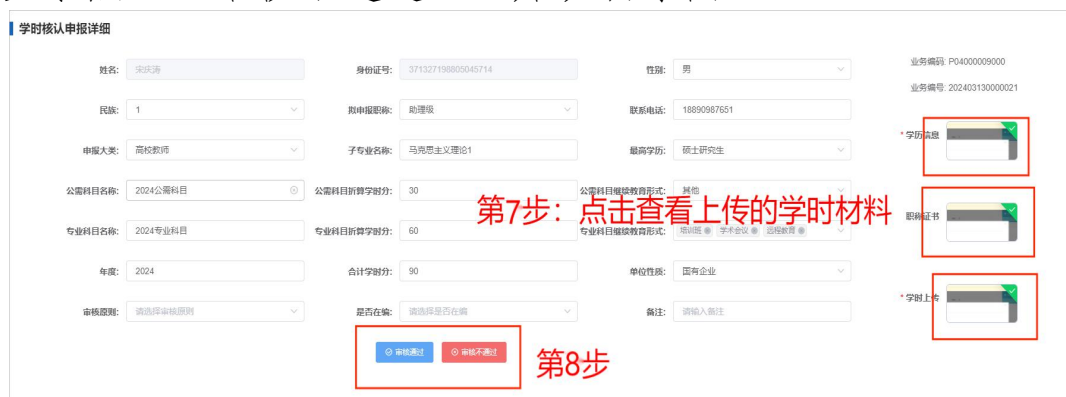 学时核认申报详细
姓名: 宋庆涛 身份证号: 371327198805045714 性别: 男
业务编码: P04000009000
业务编号: 202403130000021
民族: 1 拟申报职称: 助理级 联系电话: 18890987651
* 学历信息
申报大类: 高校教师 子专业名称: 马克思主义理论1 最高学历: 硕士研究生
公需科目名称: 2024公需科目 公需科目折算学时分: 30 公需科目继续教育形式: 其他
第7步：点击查看上传的学时材料
职称证书
专业科目名称: 2024专业科目 专业科目折算学时分: 60 专业科目继续教育形式: 培训班 学术会议 远程教育
年度: 2024 合计学时分: 90 单位性质: 国有企业
* 学时上传
审核原则: 请选择审核原则 是否在编: 请选择是否在编 备注: 请输入备注
审核通过 审核不通过
第8步